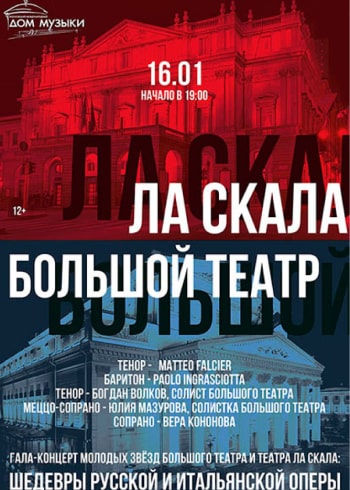 ДОМ МУЗЫКИ
16.01
НАЧАЛО В 19:00
ЛА СКАЛА
12+
ЛА СКАЛА
БОЛЬШОЙ ТЕАТР
БОЛЬШОЙ
ТЕНОР - MATTEO FALCIER
БАРИТОН - PAOLO INGRASCIOTTA
ТЕНОР - БОГДАН ВОЛКОВ, СОЛИСТ БОЛЬШОГО ТЕАТРА
МЕЦЦО-СОПРАНО - ЮЛИЯ МАЗУРОВА, СОЛИСТКА БОЛЬШОГО ТЕАТРА
СОПРАНО - ВЕРА КОНОНОВА
ГАЛА-КОНЦЕРТ МОЛОДЫХ ЗВЁЗД БОЛЬШОГО ТЕАТРА И ТЕАТРА ЛА СКАЛА:
ШЕДЕВРЫ РУССКОЙ И ИТАЛЬЯНСКОЙ ОПЕРЫ